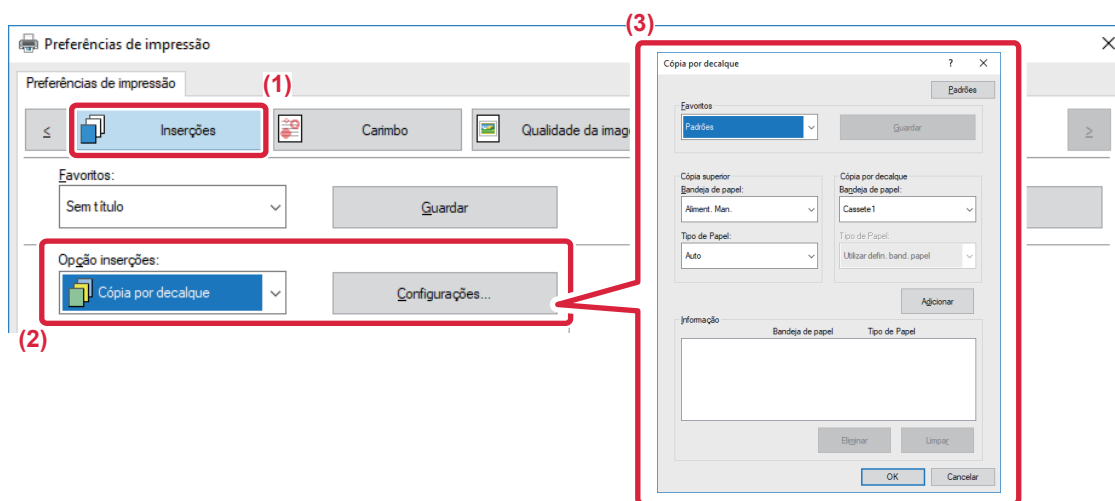 (3)
Preferências de impressão
Preferências de impressão
(1)
≤
Inserções
Carimbo
Qualidade da imag
≥
Favoritos:
Sem título
Guardar
Opção inserções:
Cópia por decalque
Configurações...
(2)
Cópia por decalque
?
Padrões
Favoritos
Padrões
Guardar
Cópia superior
Bandeja de papel:
Aliment. Man.
Tipo de Papel:
Auto
Cópia por decalque
Bandeja de papel:
Cassete1
Tipo de Papel:
Utilizar defin. band. papel
Adicionar
Informação
Bandeja de papel Tipo de Papel
Eliminar
Limpar
OK
Cancelar